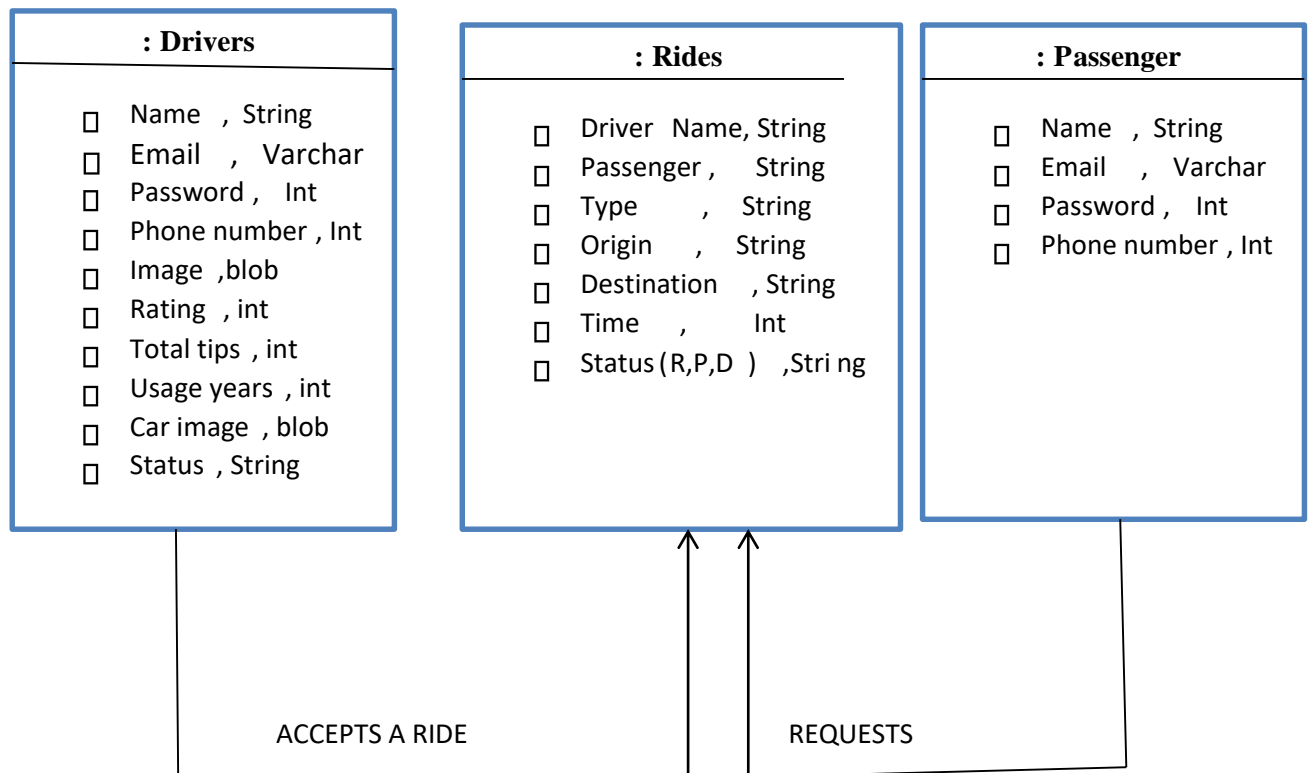 : Drivers
Name , String
Email , Varchar
Password , Int
Phone number , Int
Image ,blob
Rating , int
Total tips , int
Usage years , int
Car image , blob
Status , String
: Rides
Driver Name, String
Passenger , String
Type , String
Origin , String
Destination , String
Time , Int
Status (R,P,D ) ,Stri ng
: Passenger
Name , String
Email , Varchar
Password , Int
Phone number , Int
ACCEPTS A RIDE
REQUESTS